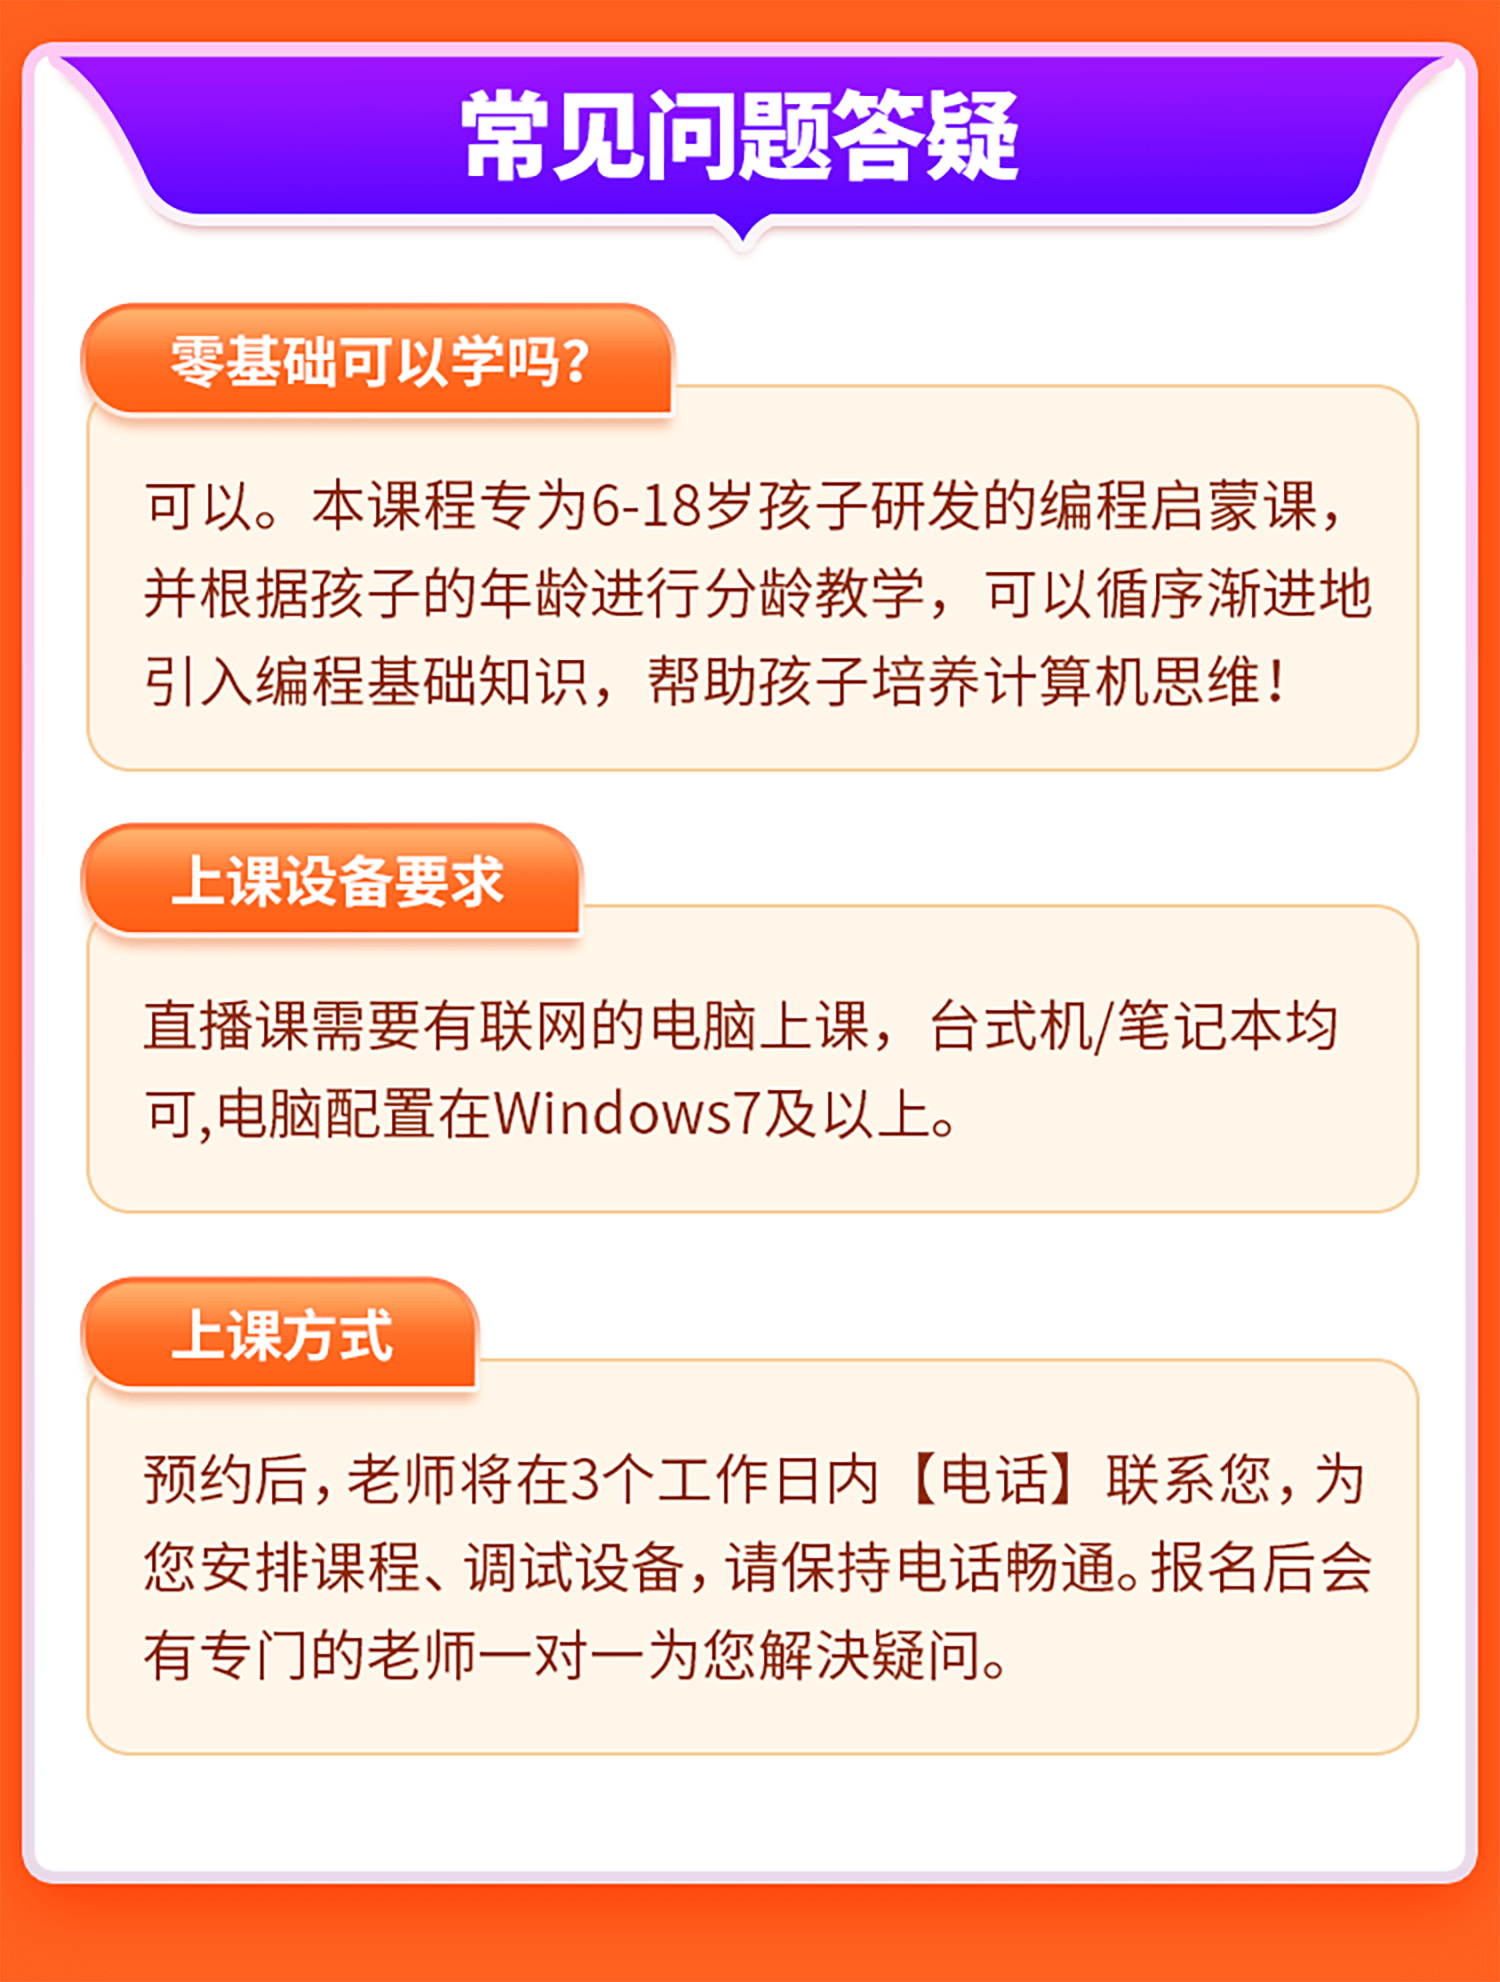 常见问题答疑
零基础可以学吗?
可以。本课程专为6-18岁孩子研发的编程启蒙课，
并根据孩子的年龄进行分龄教学，可以循序渐进地
引入编程基础知识，帮助孩子培养计算机思维！
上课设备要求
直播课需要有联网的电脑上课，台式机/笔记本均
可,电脑配置在Windows7及以上。
上课方式
预约后，老师将在3个工作日内【电话】联系您，为
您安排课程、调试设备，请保持电话畅通。报名后会
有专门的老师一对一为您解決疑问。